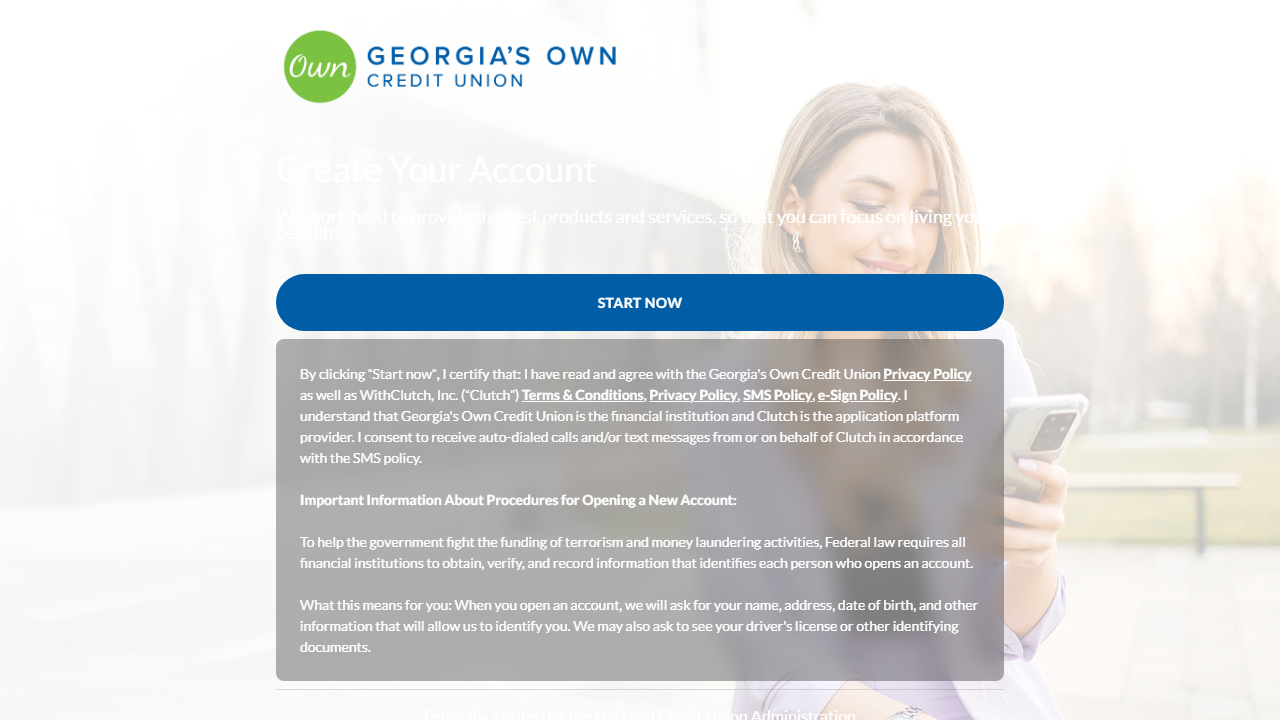 Own
GEORGIA'S OWN
CREDIT UNION
Create Your Account
We work hard to provide the best products and services, so that you can focus on living your
best life.
START NOW
By clicking "Start now", I certify that: I have read and agree with the Georgia's Own Credit Union Privacy Policy
as well as WithClutch, Inc. ("Clutch") Terms & Conditions, Privacy Policy, SMS Policy, e-Sign Policy. I
understand that Georgia's Own Credit Union is the financial institution and Clutch is the application platform
provider. I consent to receive auto-dialed calls and/or text messages from or on behalf of Clutch in accordance
with the SMS policy.
Important Information About Procedures for Opening a New Account:
To help the government fight the funding of terrorism and money laundering activities, Federal law requires all
financial institutions to obtain, verify, and record information that identifies each person who opens an account.
What this means for you: When you open an account, we will ask for your name, address, date of birth, and other
information that will allow us to identify you. We may also ask to see your driver's license or other identifying
documents.
Federally insured by the National Credit Union Administration